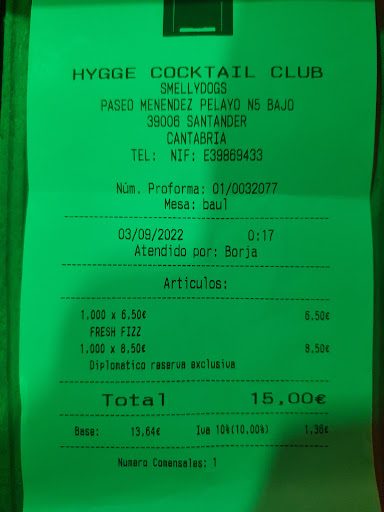 HYGGE COCKTAIL CLUB
SMELLYDOGS
PASEO MENENDEZ PELAYO N5 BAJO
39006 SANTANDER
CANTABRIA
TEL: NIF: E39869433
Núm. Proforma: 01/0032077
Mesa: baul
03/09/2022 0:17
Atendido por: Borja
Articulos:
1,000 x 6,50€ 6.50€
FRESH FIZZ
1,000 x 8,50€ 8,50€
Diplomatico reserva exclusiva
Total 15,00€
Base: 13,64€ Iva 10%(10,00%) 1,36€
Numero Comensales: 1